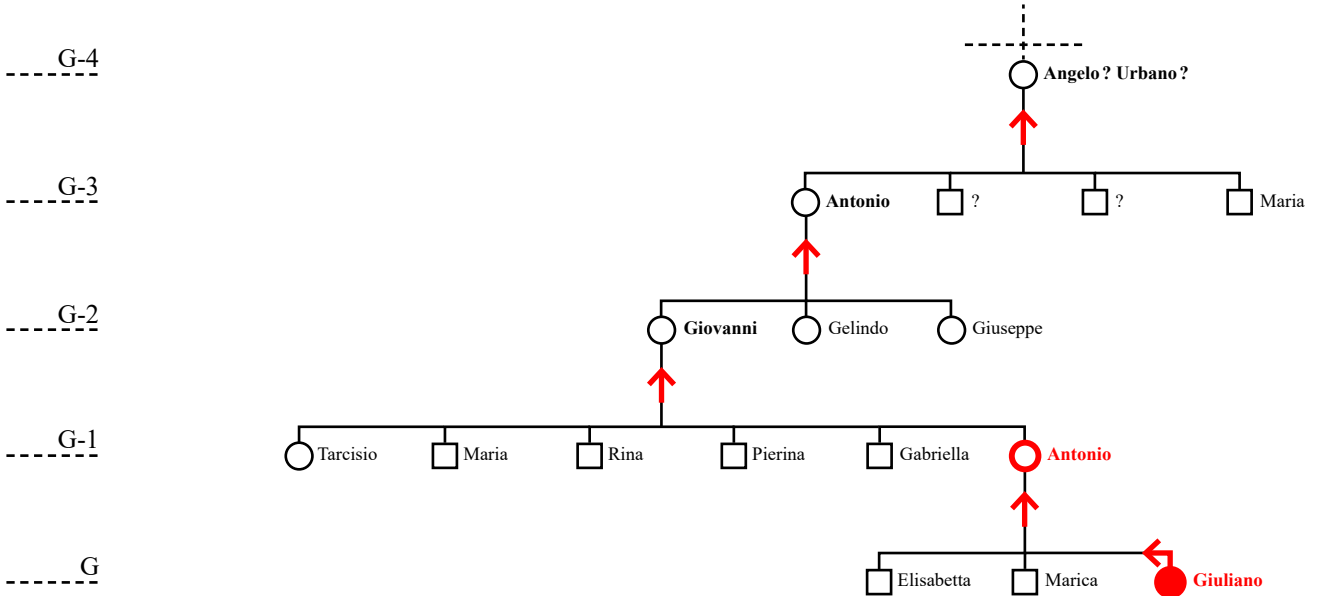 G-4
Angelo? Urbano?
G-3
Antonio ? ? Maria
G-2
Giovanni Gelindo Giuseppe
G-1
Tarcisio Maria Rina Pierina Gabriella Antonio
G
Elisabetta Marica Giuliano